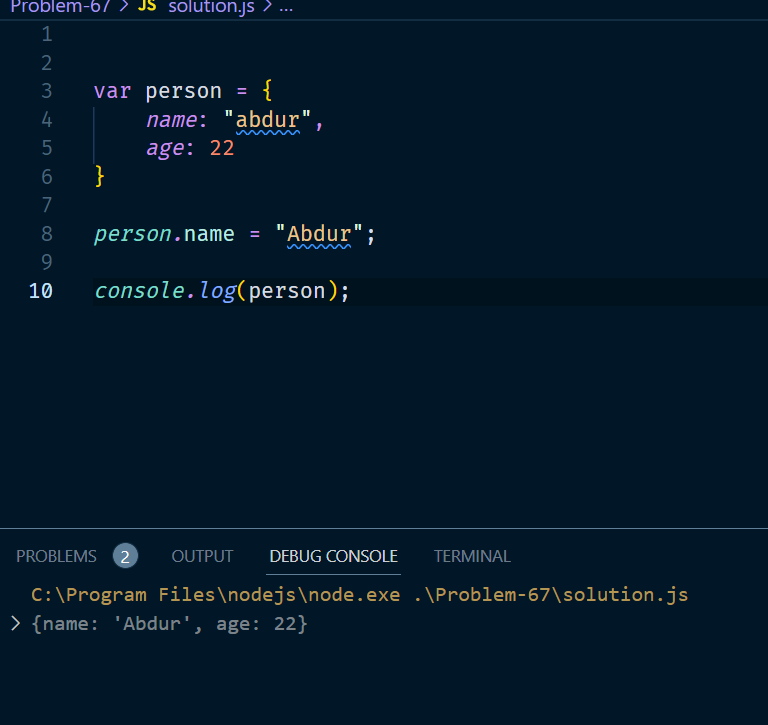 Problem-67 > JS solution.js > ...
1
2
3 var person = {
4 name: "abdur",
5 age: 22
6 }
7
8 person.name = "Abdur";
9
10 console.log(person);
PROBLEMS 2 OUTPUT DEBUG CONSOLE TERMINAL
C:\Program Files\nodejs\node.exe .\Problem-67\solution.js
> {name: 'Abdur', age: 22}